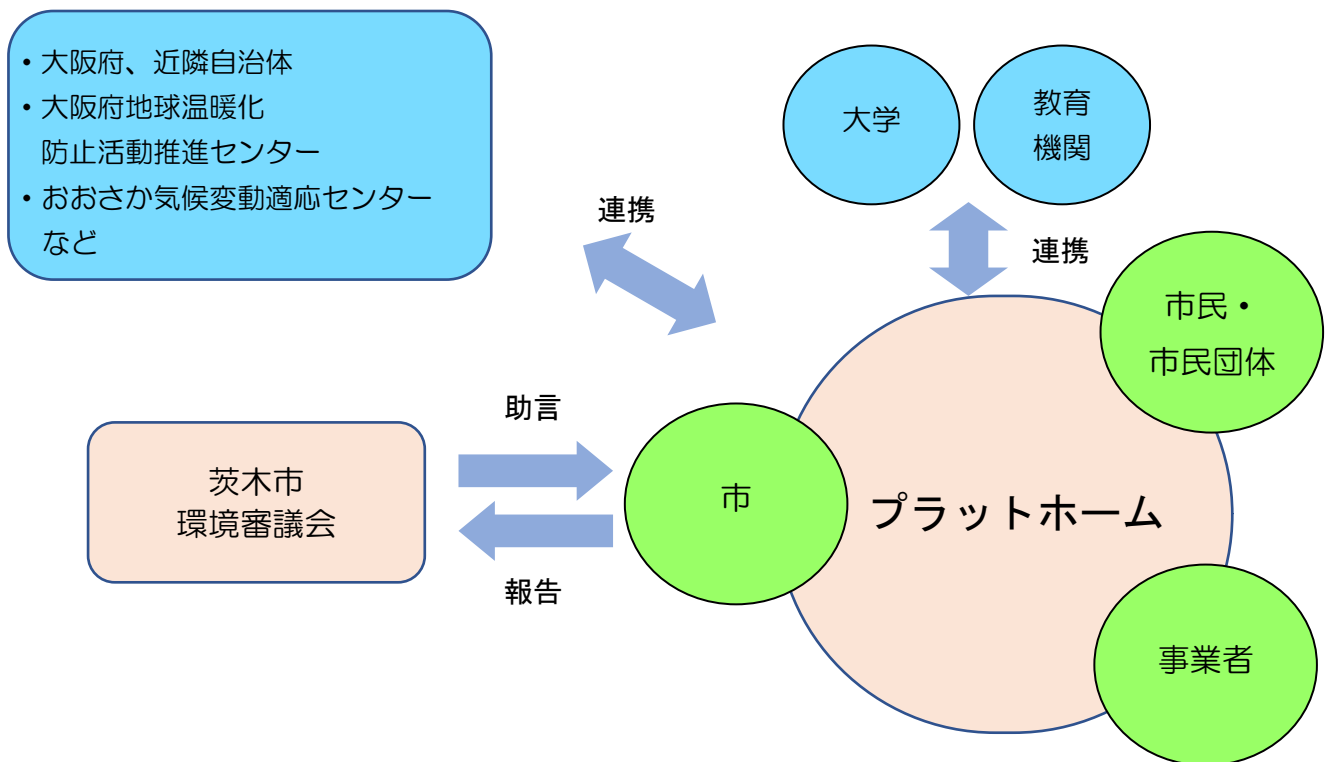 ・大阪府、近隣自治体
・大阪府地球温暖化
防止活動推進センター
・おおさか気候変動適応センター
など
大学
教育
機関
連携
連携
市民・
市民団体
助言
茨木市
環境審議会
市
プラットホーム
報告
事業者